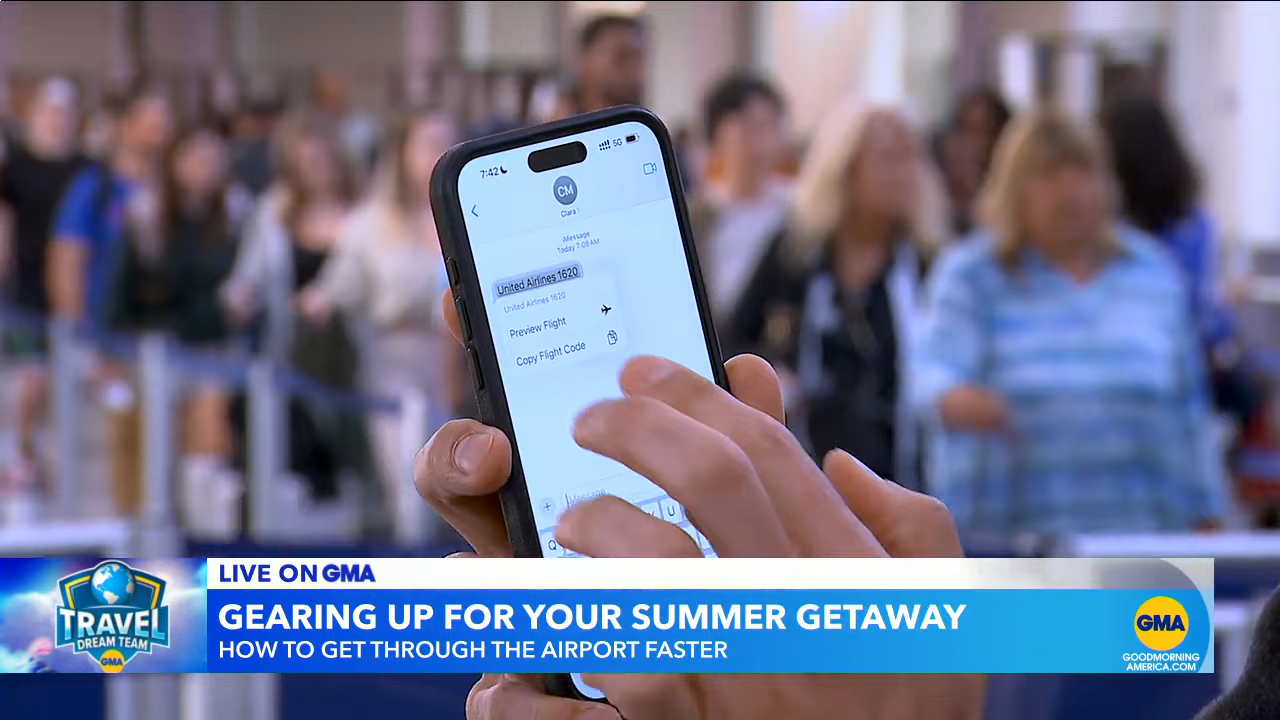 7:42
5G
CM
Clara
iMessage
Today 7:09 AM
United Airlines 1620
United Airlines 1620
Preview Flight
Copy Flight Code
Message
Q
U
LIVE ON GMA
GEARING UP FOR YOUR SUMMER GETAWAY
HOW TO GET THROUGH THE AIRPORT FASTER
TRAVEL
DREAM TEAM
GMA
GMA
GOODMORNING
AMERICA.COM